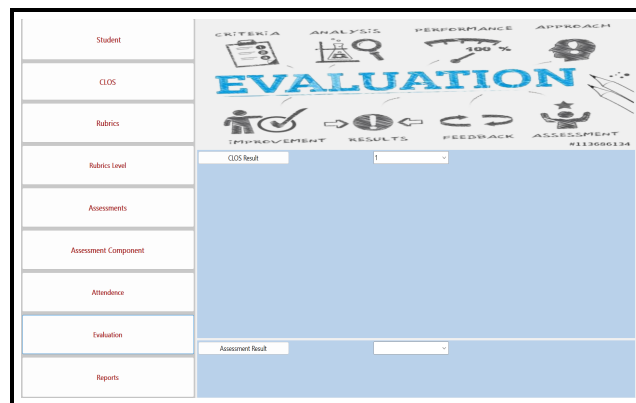 Student
CLOS
Rubrics
Rubrics Level
Assessments
Assessment Component
Attendence
Evaluation
Reports
CRITERIA ANALYSIS PERFORMANCE APPROACH
100 %
EVALUATION
IMPROVEMENT RESULTS FEEDBACK ASSESSMENT
#113686134
CLOS Result 1
Assessment Result